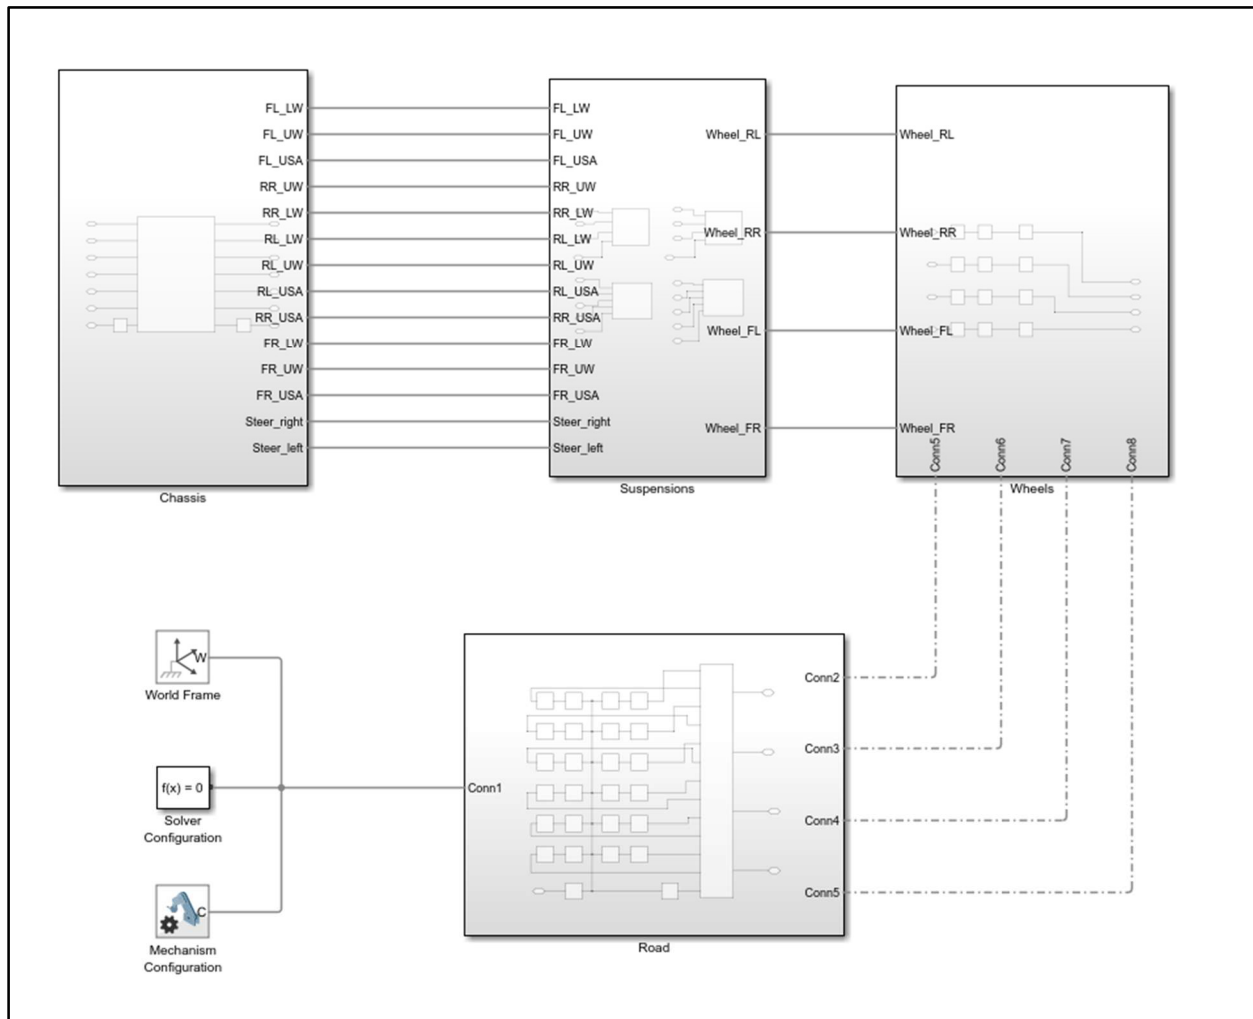 FL_LW
FL_UW
FL_USA
RR_UW
RR_LW
RL_LW
RL_UW
RL_USA
RR_USA
FR_LW
FR_UW
FR_USA
Steer_right
Steer_left
Chassis
FL_LW
FL_UW
FL_USA
RR_UW
RR_LW
RL_LW
RL_UW
RL_USA
RR_USA
FR_LW
FR_UW
FR_USA
Steer_right
Steer_left
Wheel_RL
Wheel_RR
Wheel_FL
Wheel_FR
Suspensions
Wheel_RL
Wheel_RR
Wheel_FL
Wheel_FR
Conn5
Conn6
Conn7
Conn8
Wheels
W
World Frame
f(x) = 0
Solver
Configuration
C
Mechanism
Configuration
Conn1
Conn2
Conn3
Conn4
Conn5
Road